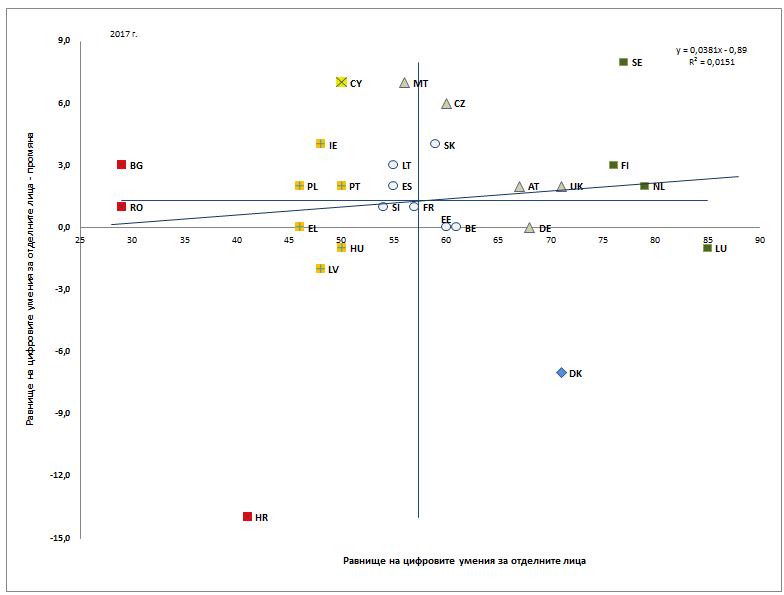 2017 г.
y = 0,0381x - 0,89
R² = 0,0151
9,0
6,0
3,0
0,0
-3,0
-6,0
-9,0
-12,0
-15,0
25 35 40 45 50 55 60 65 70 75 80 85 90
SE
CY
MT
CZ
IE
SK
BG
LT
FI
PL
PT
ES
AT
UK
NL
RO
SI
FR
EE
EL
BE
DE
HU
LU
LV
DK
HR
Равнище на цифровите умения за отделните лица - промяна
Равнище на цифровите умения за отделните лица